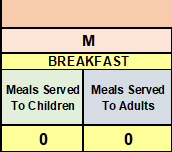 M
BREAKFAST
Meals Served Meals Served
To Children To Adults
0 0